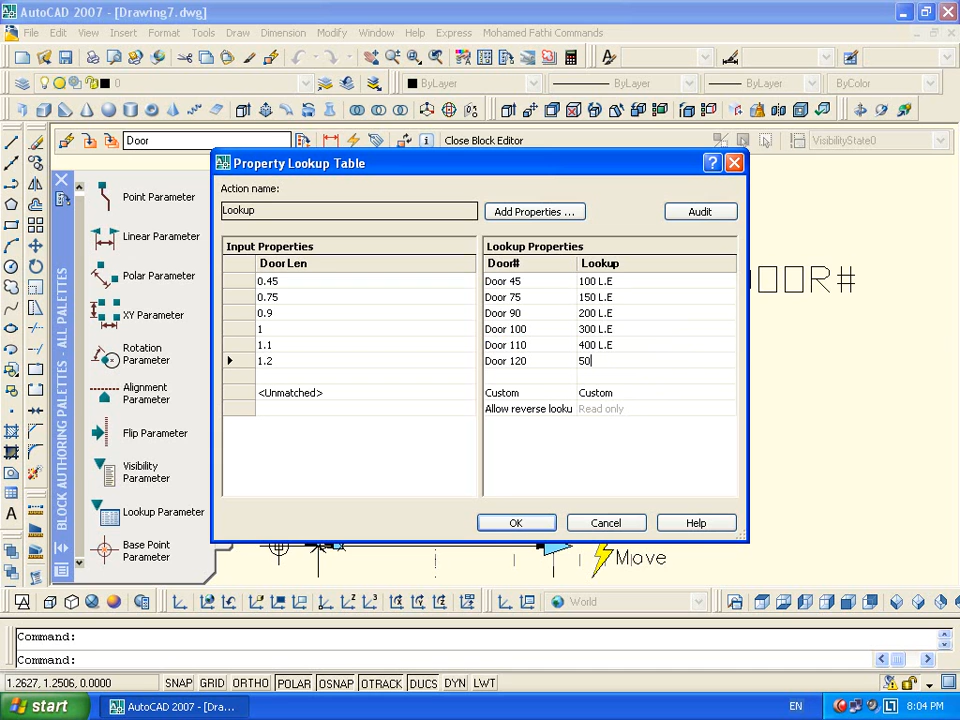 AutoCAD 2007 - [Drawing7.dwg]
File Edit View Insert Format Tools Draw Dimension Modify Window Help Express Mohamed Fathi Commands
0 ByLayer ByLayer ByLayer ByColor
Door Close Block Editor VisibilityState0
Property Lookup Table
Action name:
Lookup Add Properties ... Audit
Input Properties Lookup Properties
Door Len Door# Lookup
0.45 Door 45 100 L.E
0.75 Door 75 150 L.E
0.9 Door 90 200 L.E
1 Door 100 300 L.E
1.1 Door 110 400 L.E
1.2 Door 120 50
<Unmatched> Custom Custom
Allow reverse looku Read only
OK Cancel Help
Point Parameter
Linear Parameter
Polar Parameter
XY Parameter
Rotation
Parameter
Alignment
Parameter
Flip Parameter
Visibility
Parameter
Lookup Parameter
Base Point
Parameter
BLOCK AUTHORING PALETTES - ALL PALETTES
DOOR#
Move
World
Command:
Command:
1.2627, 1.2506, 0.0000 SNAP GRID ORTHO POLAR OSNAP OTRACK DUCS DYN LWT
start AutoCAD 2007 - [Dra... EN 8:04 PM